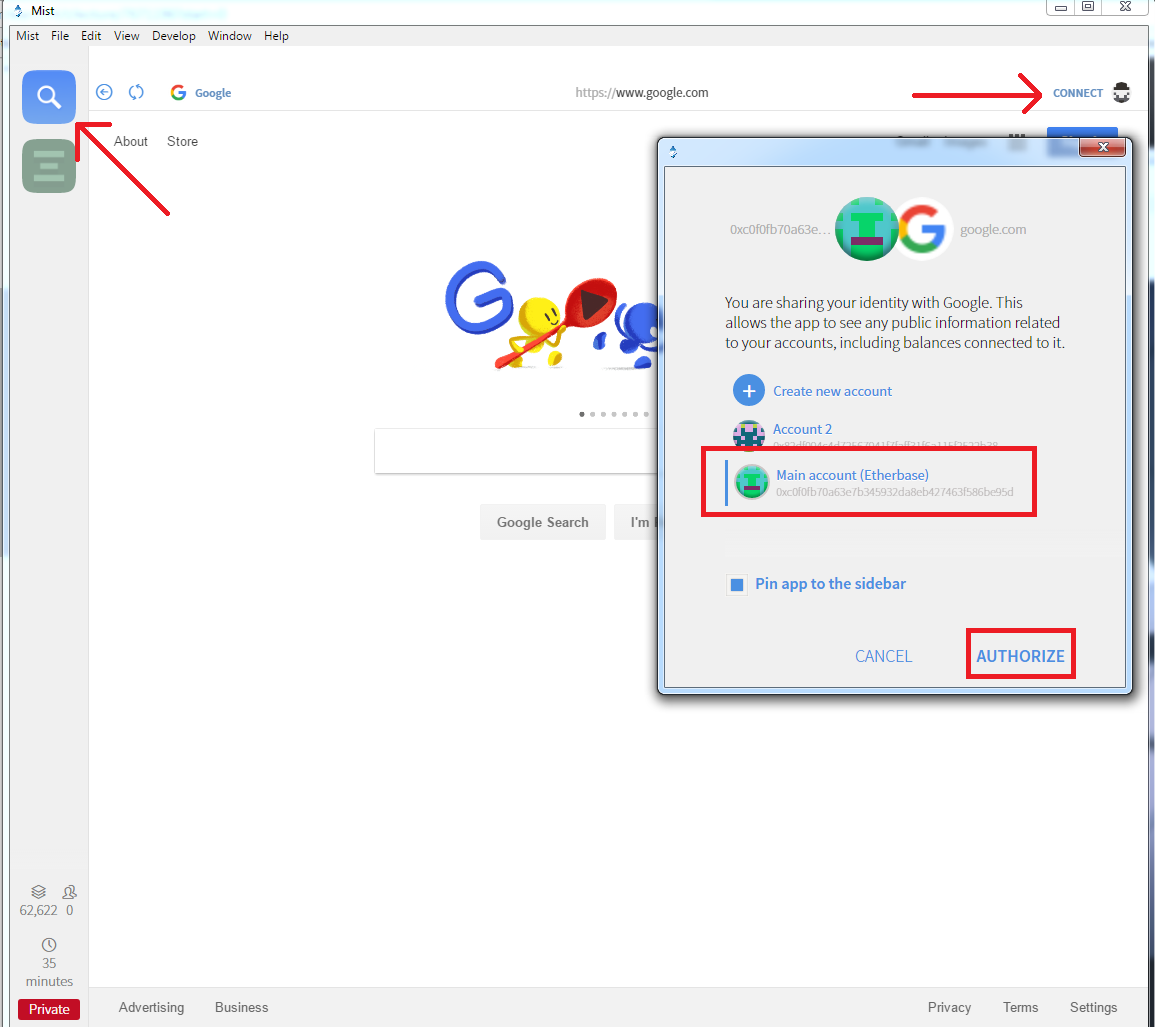 Mist
Mist File Edit View Develop Window Help
Google
https://www.google.com
CONNECT
About Store
Gmail Images
0xc0f0fb70a63e...
google.com
You are sharing your identity with Google. This
allows the app to see any public information related
to your accounts, including balances connected to it.
Create new account
Account 2
Main account (Etherbase)
0xc0f0fb70a63e7b345932da8eb427463f586be95d
Google Search
I'm
Pin app to the sidebar
CANCEL
AUTHORIZE
62,622 0
35
minutes
Private
Advertising Business
Privacy Terms Settings